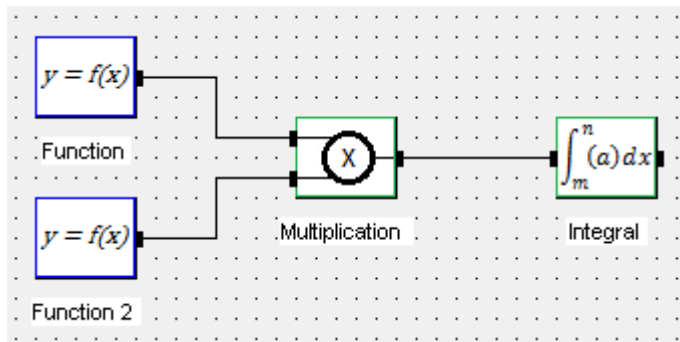 y = f(x)
Function
y = f(x)
Function 2
X
Multiplication
∫ₘⁿ(a)dx
Integral